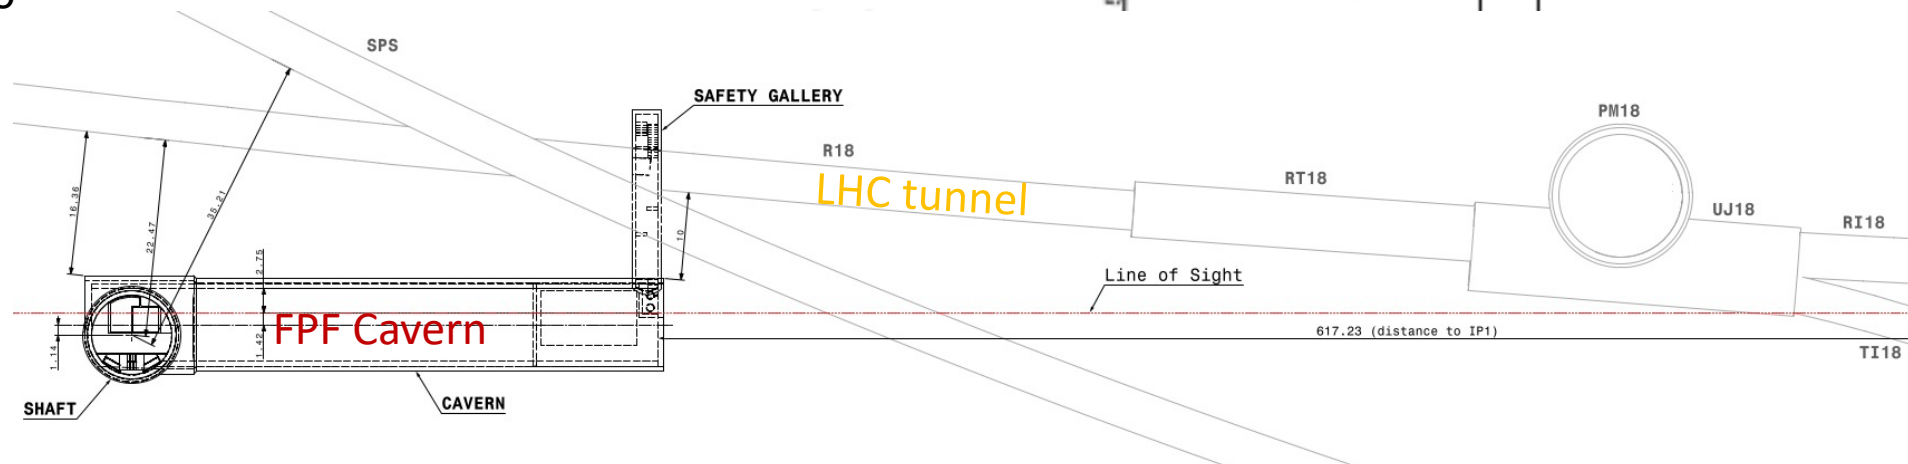 SPS
SAFETY GALLERY
PM18
R18
RT18
LHC tunnel
UJ18
RI18
16.36
22.47
35.21
10
2.75
Line of Sight
FPF Cavern
617.23 (distance to IP1)
1.14
1.42
TI18
SHAFT
CAVERN